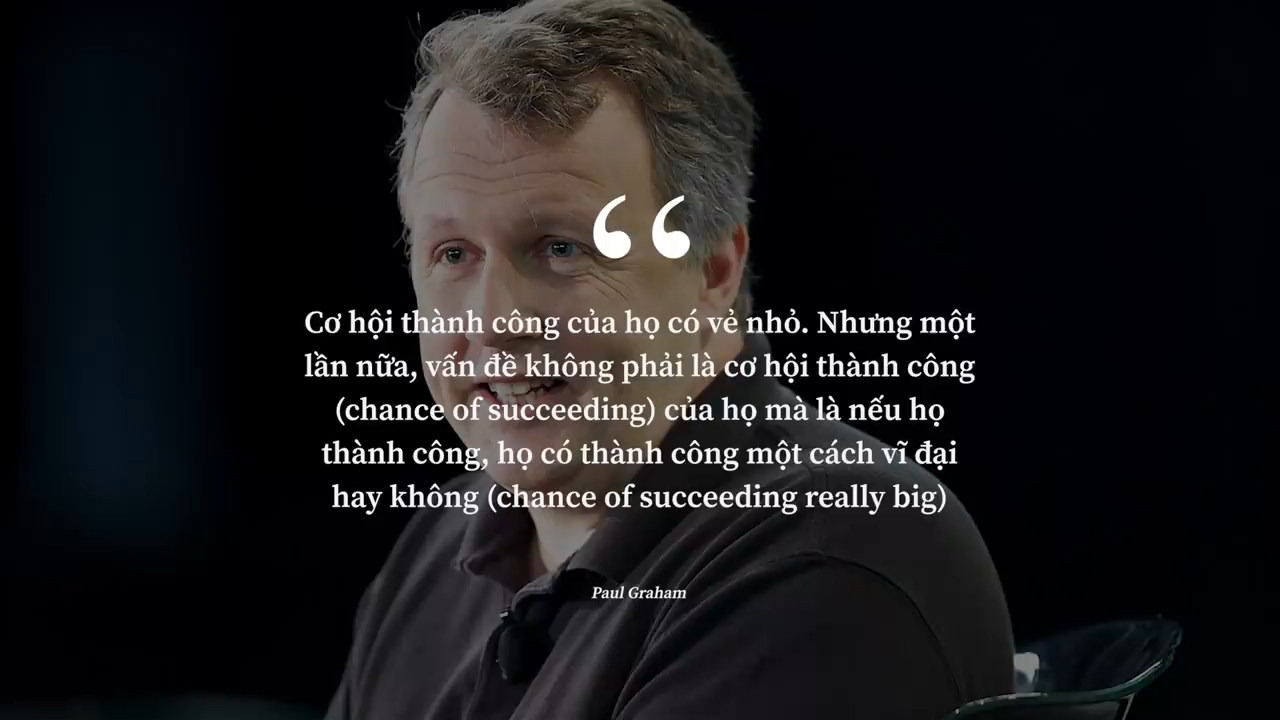 “
Cơ hội thành công của họ có vẻ nhỏ. Nhưng một
lần nữa, vấn đề không phải là cơ hội thành công
(chance of succeeding) của họ mà là nếu họ
thành công, họ có thành công một cách vĩ đại
hay không (chance of succeeding really big)
Paul Graham